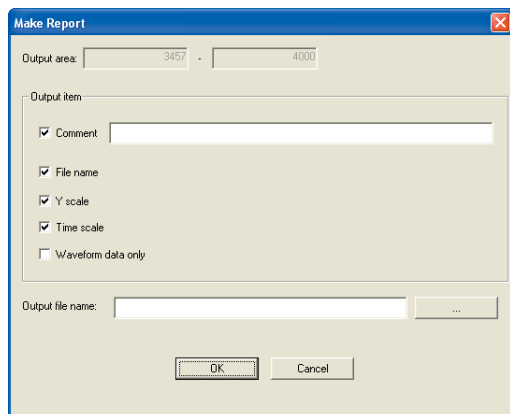 Make Report
Output area: 3457 - 4000
Output item
Comment
File name
Y scale
Time scale
Waveform data only
Output file name: ...
OK Cancel